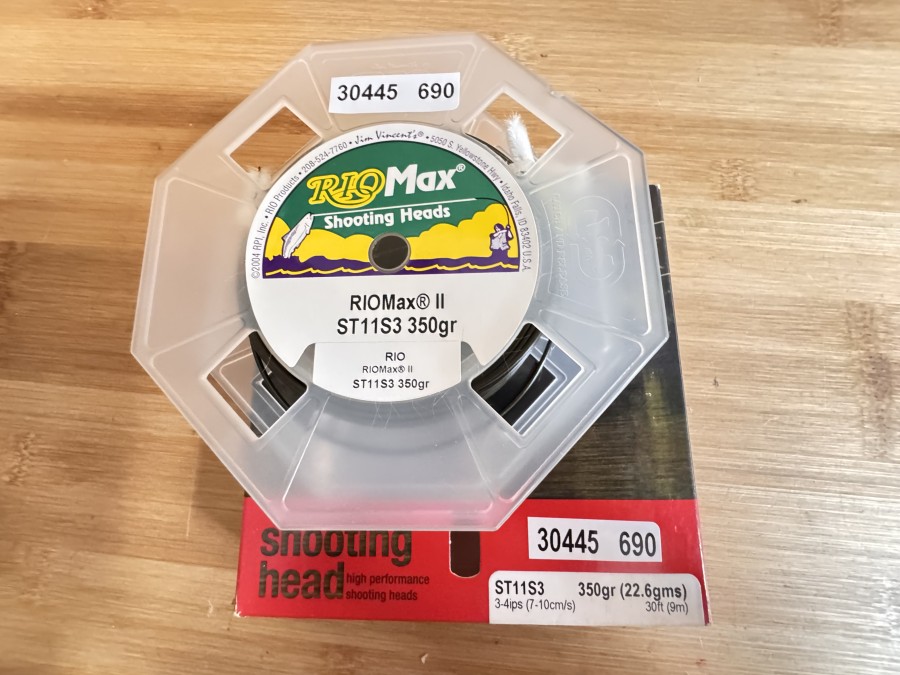 30445 690
©2004 RPI, Inc. • RIO Products • 208-524-7760 • Jim Vincent's® • 5050 S. Yellowstone Hwy • Idaho Falls, ID 83402 U.S.A.
RIOMax®
Shooting Heads
RIOMax® II
ST11S3 350gr
RIO
RIOMax® II
ST11S3 350gr
shooting
head
high performance
shooting heads
30445 690
ST11S3 350gr (22.6gms)
3-4ips (7-10cm/s) 30ft (9m)